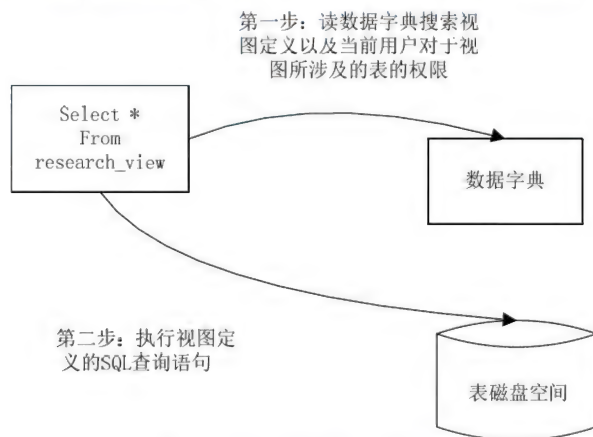 第一步：读数据字典搜索视
图定义以及当前用户对于视
图所涉及的表的权限
Select *
From
research_view
数据字典
第二步：执行视图定
义的SQL查询语句
表磁盘空间